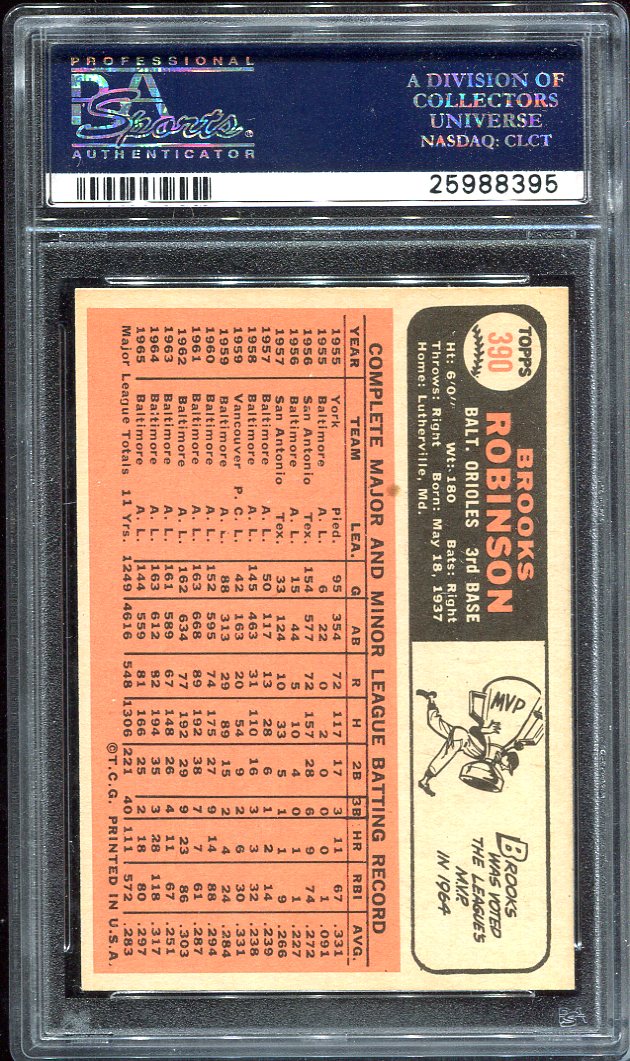 PROFESSIONAL
PSA
Sports
AUTHENTICATOR
A DIVISION OF
COLLECTORS
UNIVERSE
NASDAQ: CLCT
25988395
TOPPS
390
BROOKS
ROBINSON
BALT. ORIOLES 3rd BASE
Ht: 6'0" Wt: 180 Bats: Right
Throws: Right Born: May 18, 1937
Home: Lutherville, Md.
MVP
BROOKS
WAS VOTED
THE LEAGUE'S
MVP
IN 1964
COMPLETE MAJOR AND MINOR LEAGUE BATTING RECORD
YEAR TEAM LEA. G AB R H 2B 3B HR RBI AVG.
1955 York Pied. 95 354 72 117 17 3 11 67 .331
1955 Baltimore A. L. 6 22 0 2 0 0 0 1 .091
1956 San Antonio Tex. 154 577 72 157 28 6 9 74 .272
1956 Baltimore A. L. 15 44 5 10 4 0 1 1 .227
1957 San Antonio Tex. 33 124 10 33 5 1 1 9 .266
1957 Baltimore A. L. 50 117 13 28 6 1 2 14 .239
1958 Baltimore A. L. 145 463 31 110 16 3 3 32 .238
1959 Vancouver P. C. L. 42 163 20 54 9 2 6 30 .331
1959 Baltimore A. L. 88 313 29 89 15 2 4 24 .284
1960 Baltimore A. L. 152 595 74 175 27 9 14 88 .294
1961 Baltimore A. L. 163 668 89 192 38 7 7 61 .287
1962 Baltimore A. L. 162 634 77 192 29 9 23 86 .303
1963 Baltimore A. L. 161 589 67 148 26 4 11 67 .251
1964 Baltimore A. L. 163 612 82 194 35 3 28 118 .317
1965 Baltimore A. L. 144 559 81 166 25 2 18 80 .297
Major League Totals 11 Yrs. 1249 4616 548 1306 221 40 111 572 .283
©T.C.G. PRINTED IN U.S.A.
PSA